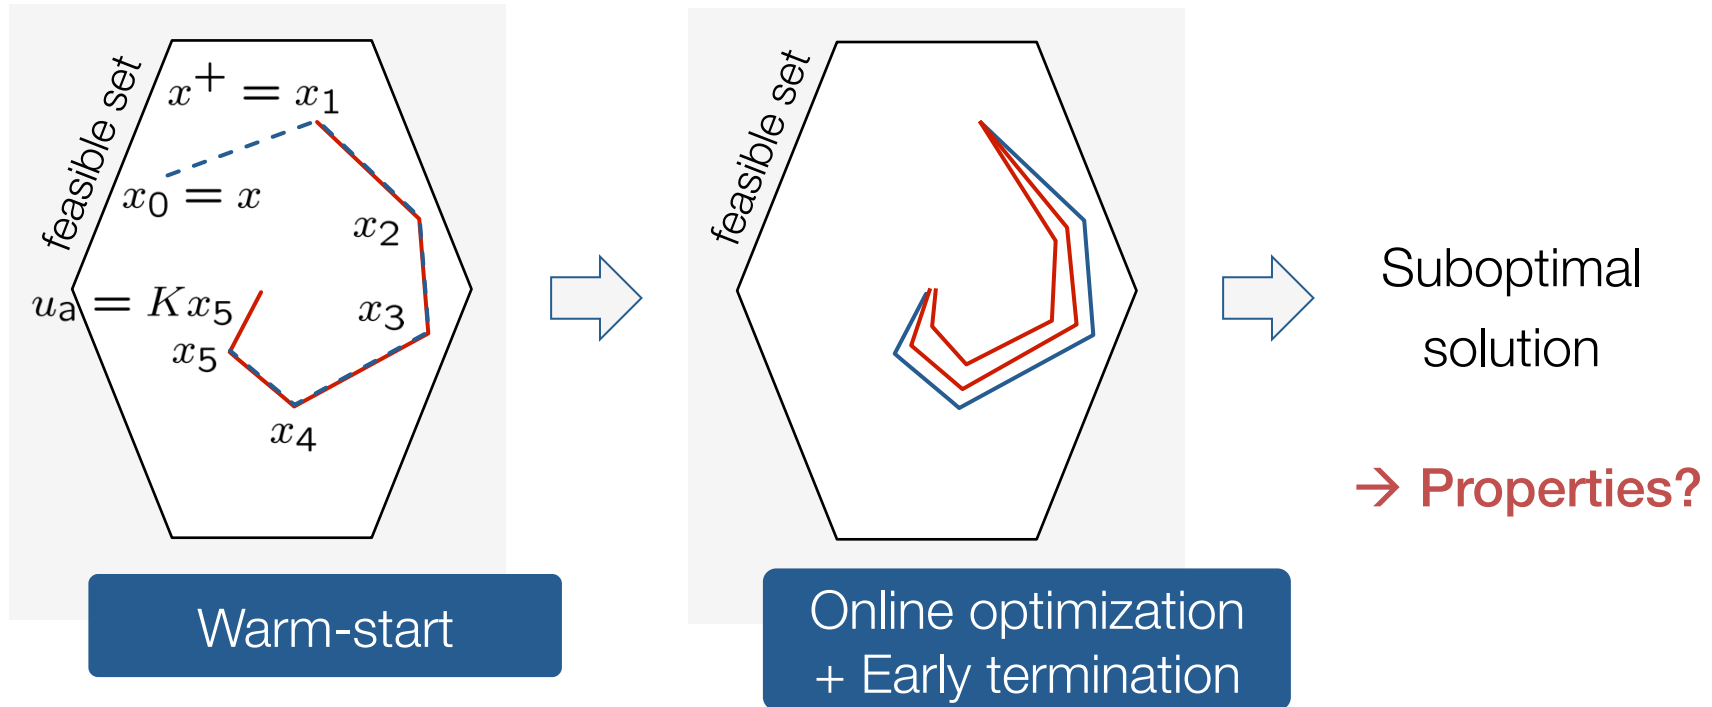 feasible set
x⁺ = x₁
x₀ = x
x₂
uₐ = Kx₅
x₃
x₅
x₄
Warm-start
feasible set
Online optimization
+ Early termination
Suboptimal
solution
→ Properties?